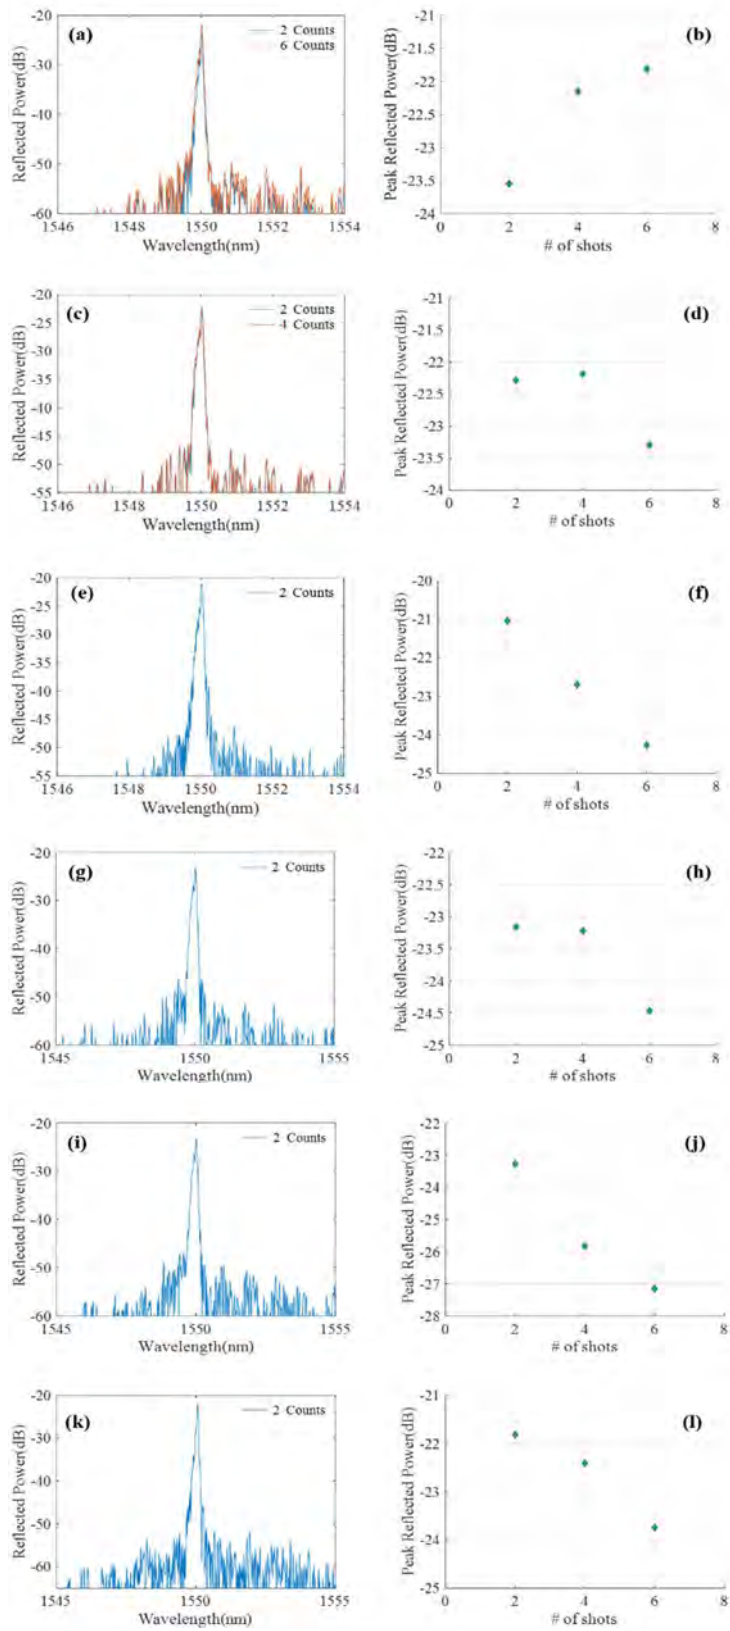 (a)
2 Counts
6 Counts
Reflected Power(dB)
-20
-30
-40
-50
-60
1546
1548
1550
1552
1554
Wavelength(nm)
(b)
Peak Reflected Power(dB)
-21
-21.5
-22
-22.5
-23
-23.5
-24
0
2
4
6
8
# of shots
(c)
2 Counts
4 Counts
Reflected Power(dB)
-20
-25
-30
-35
-40
-45
-50
-55
1546
1548
1550
1552
1554
Wavelength(nm)
(d)
Peak Reflected Power(dB)
-21
-21.5
-22
-22.5
-23
-23.5
-24
0
2
4
6
8
# of shots
(e)
2 Counts
Reflected Power(dB)
-20
-25
-30
-35
-40
-45
-50
-55
1546
1548
1550
1552
1554
Wavelength(nm)
(f)
Peak Reflected Power(dB)
-20
-21
-22
-23
-24
-25
0
2
4
6
8
# of shots
(g)
2 Counts
Reflected Power(dB)
-20
-30
-40
-50
-60
1545
1550
1555
Wavelength(nm)
(h)
Peak Reflected Power(dB)
-22
-22.5
-23
-23.5
-24
-24.5
-25
0
2
4
6
8
# of shots
(i)
2 Counts
Reflected Power(dB)
-20
-30
-40
-50
-60
1545
1550
1555
Wavelength(nm)
(j)
Peak Reflected Power(dB)
-22
-23
-24
-25
-26
-27
-28
0
2
4
6
8
# of shots
(k)
2 Counts
Reflected Power(dB)
-20
-30
-40
-50
-60
1545
1550
1555
Wavelength(nm)
(l)
Peak Reflected Power(dB)
-21
-22
-23
-24
-25
0
2
4
6
8
# of shots